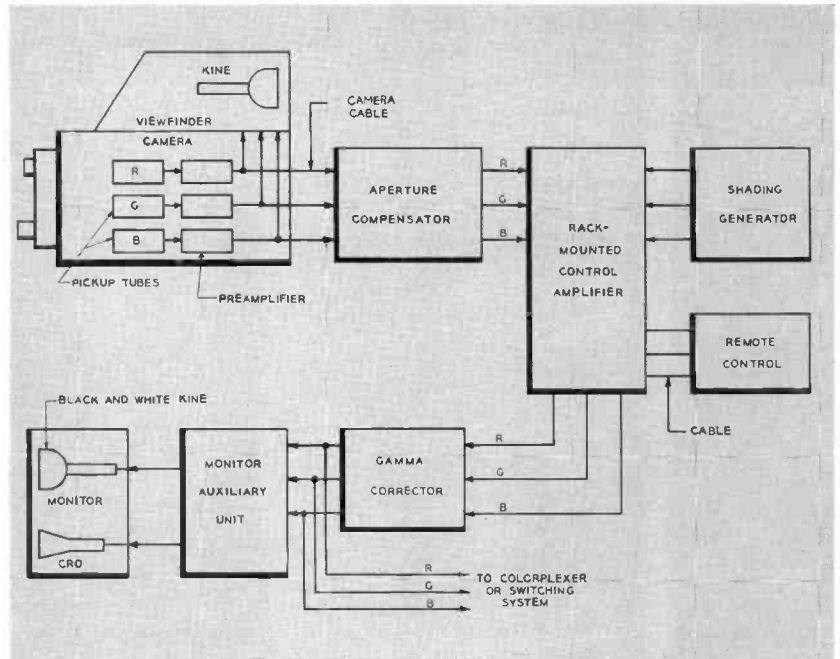 KINE
VIEWFINDER
CAMERA
CAMERA
CABLE
R
G
B
PICKUP TUBES
PREAMPLIFIER
APERTURE
COMPENSATOR
R
G
B
RACK-
MOUNTED
CONTROL
AMPLIFIER
SHADING
GENERATOR
REMOTE
CONTROL
CABLE
BLACK AND WHITE KINE
MONITOR
CRO
MONITOR
AUXILIARY
UNIT
GAMMA
CORRECTOR
R
G
B
R
G
B
TO COLORPLEXER
OR SWITCHING
SYSTEM